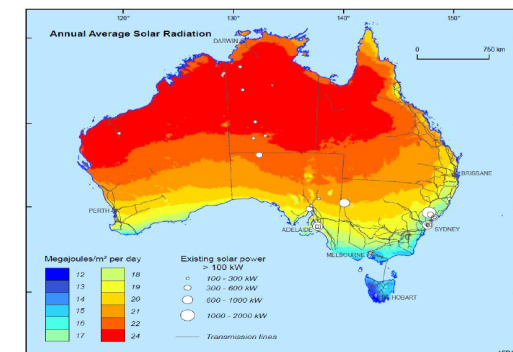 120° 130° 140° 150°
Annual Average Solar Radiation
DARWIN
0 750 km
BRISBANE
PERTH
SYDNEY
ADELAIDE
MELBOURNE
HOBART
Megajoules/m² per day
12 18
13 19
14 20
15 21
16 22
17 24
Existing solar power
> 100 kW
100 - 300 kW
300 - 600 kW
600 - 1000 kW
1000 - 2000 kW
Transmission lines